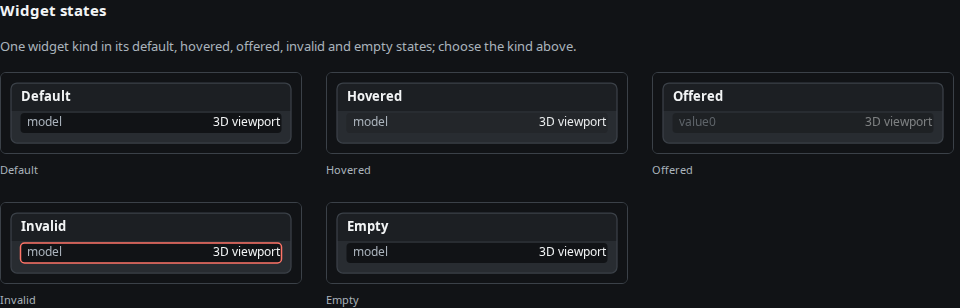 Widget states
One widget kind in its default, hovered, offered, invalid and empty states; choose the kind above.
Default
model 3D viewport
Default
Hovered
model 3D viewport
Hovered
Offered
value0 3D viewport
Offered
Invalid
model 3D viewport
Invalid
Empty
model 3D viewport
Empty